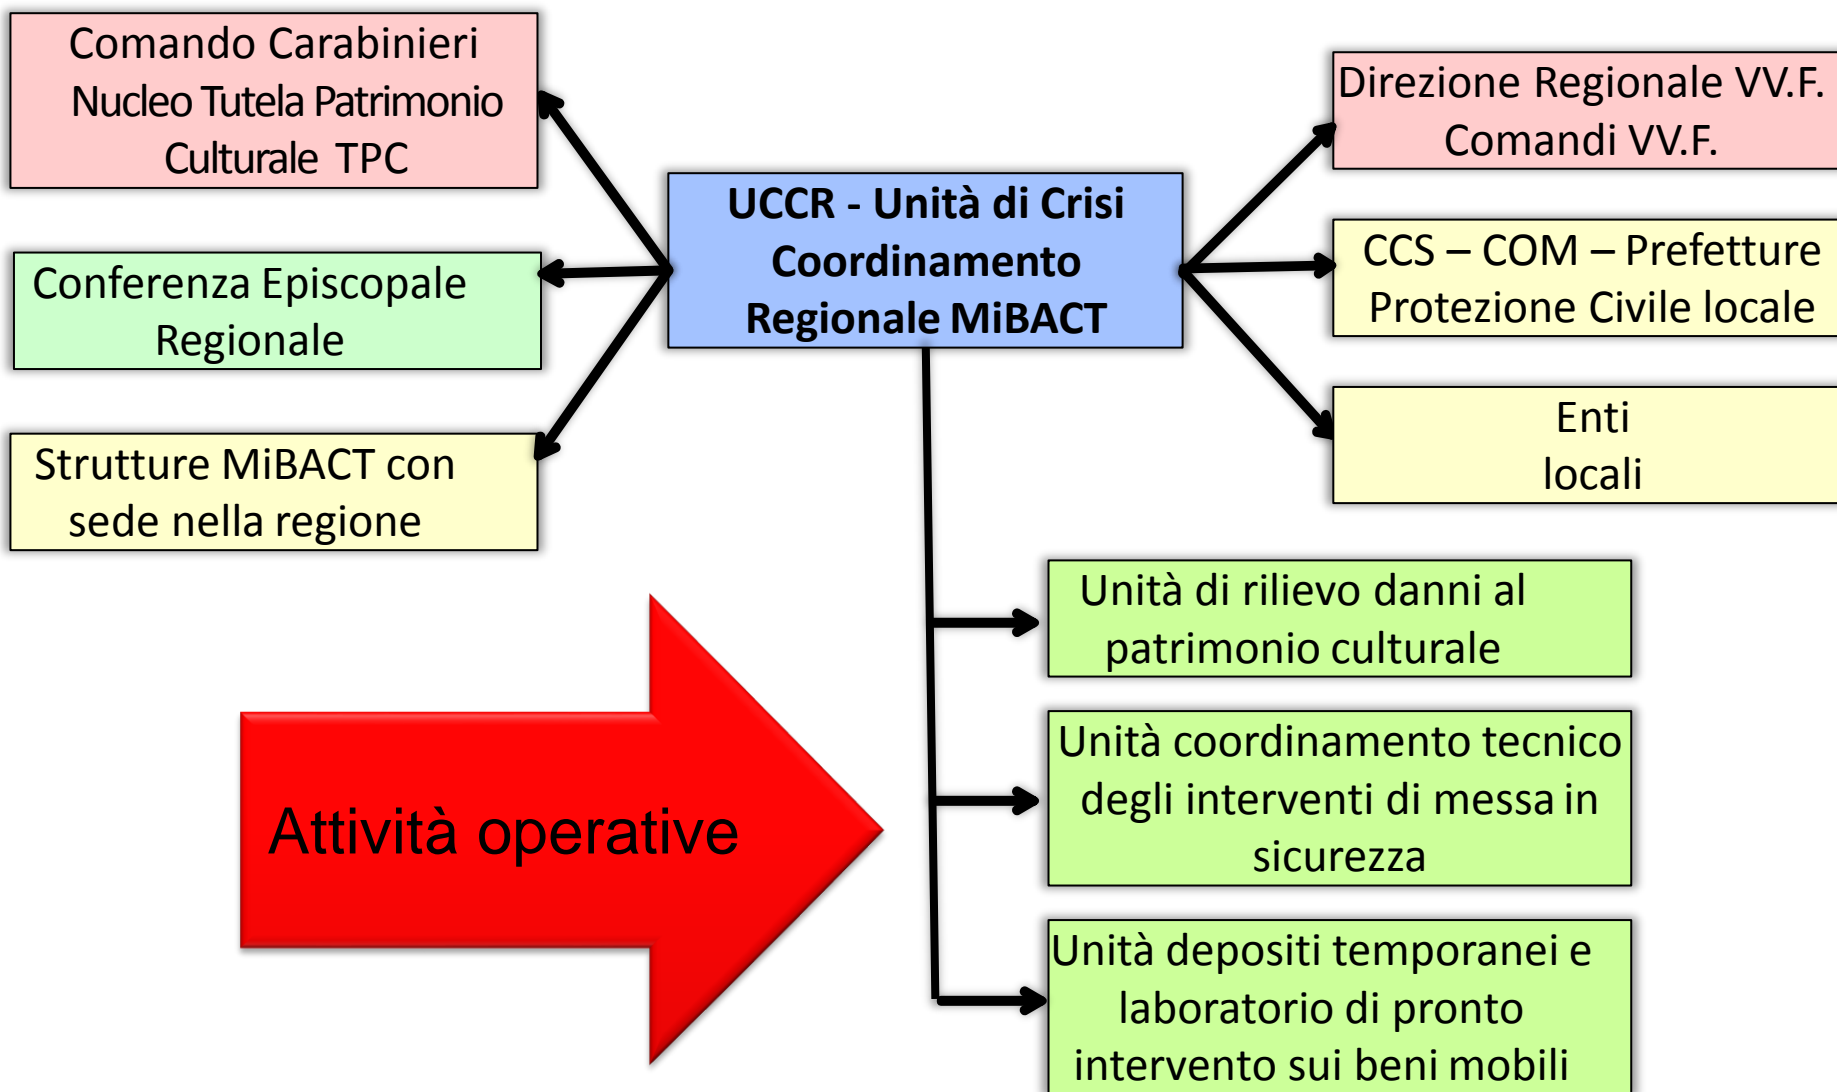 Comando Carabinieri
Nucleo Tutela Patrimonio
Culturale TPC
Conferenza Episcopale
Regionale
Strutture MiBACT con
sede nella regione
UCCR - Unità di Crisi
Coordinamento
Regionale MiBACT
Direzione Regionale VV.F.
Comandi VV.F.
CCS – COM – Prefetture
Protezione Civile locale
Enti
locali
Attività operative
Unità di rilievo danni al
patrimonio culturale
Unità coordinamento tecnico
degli interventi di messa in
sicurezza
Unità depositi temporanei e
laboratorio di pronto
intervento sui beni mobili